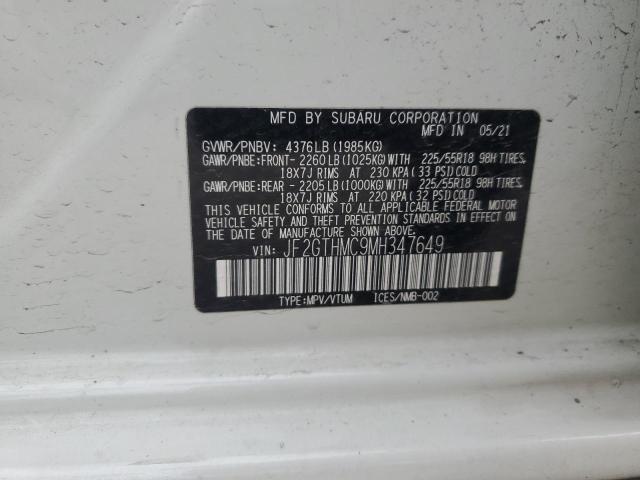 MFD BY SUBARU CORPORATION
MFD IN 05/21
GVWR/PNBV: 4376LB(1985KG)
GAWR/PNBE:FRONT- 2260LB(1025KG)WITH 225/55R18 98H TIRES,
18X7J RIMS AT 230 KPA(33 PSI)COLD
GAWR/PNBE:REAR - 2205LB(1000KG)WITH 225/55R18 98H TIRES,
18X7J RIMS AT 220 KPA(32 PSI)COLD
THIS VEHICLE CONFORMS TO ALL APPLICABLE FEDERAL MOTOR
VEHICLE SAFETY, BUMPER, AND
THEFT PREVENTION STANDARDS IN EFFECT ON
THE DATE OF MANUFACTURE SHOWN ABOVE.
VIN: JF2GTHMC9MH347649
TYPE:MPV/VTUM ICES/NMB-002